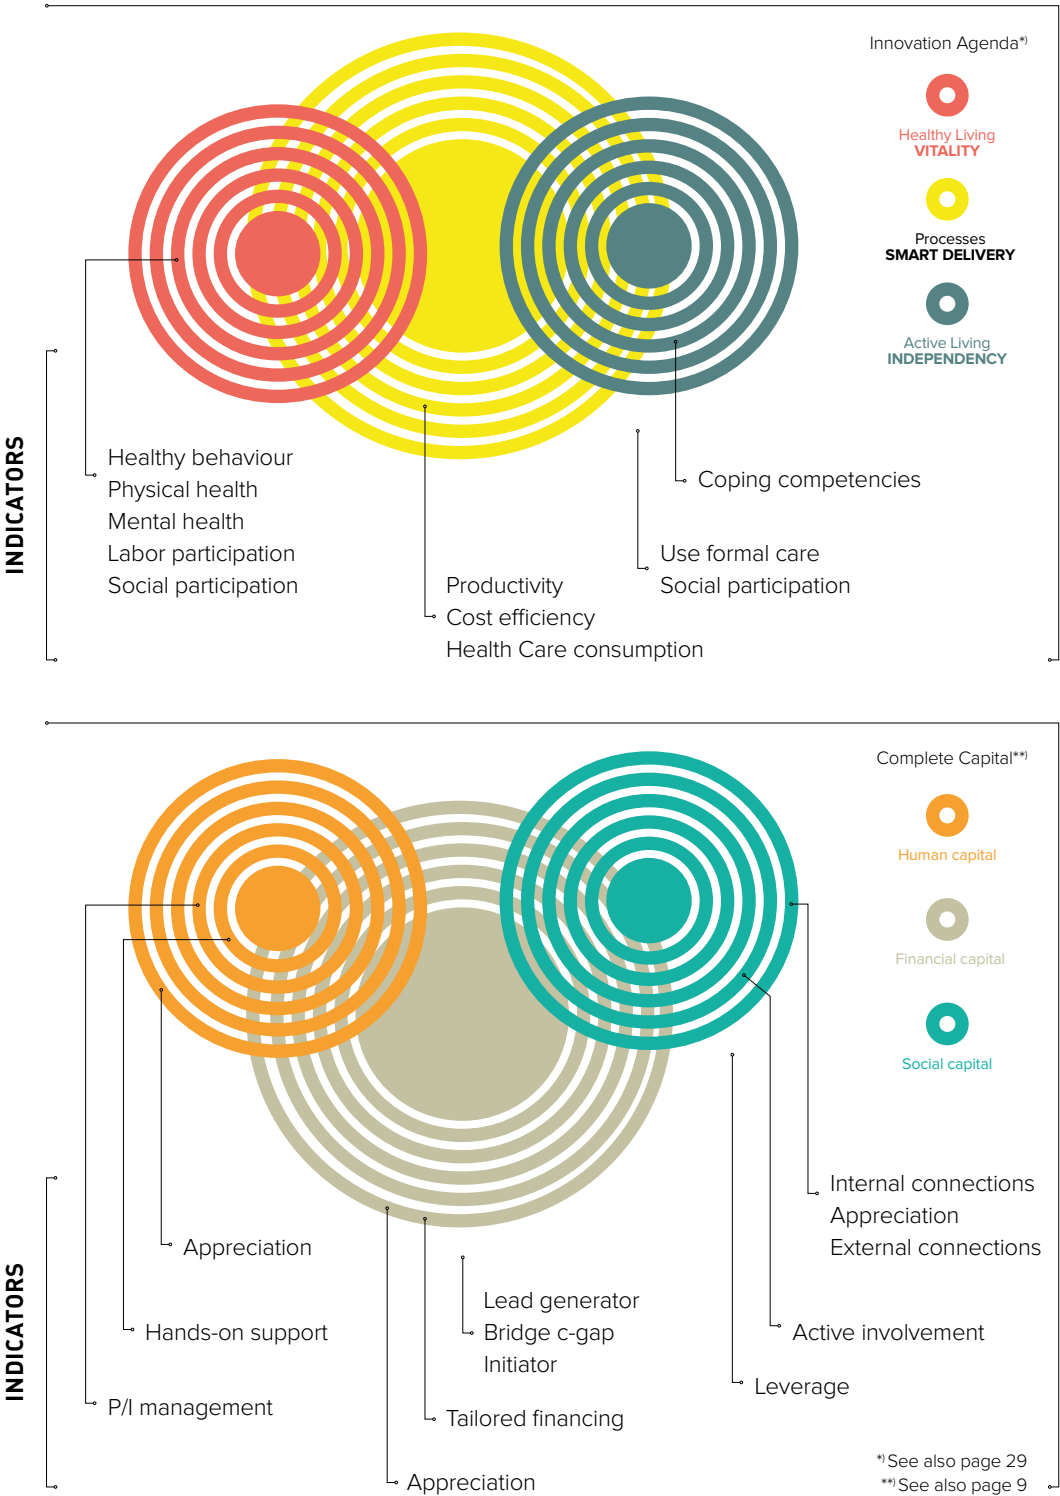 Innovation Agenda*)
Healthy Living
VITALITY
Processes
SMART DELIVERY
Active Living
INDEPENDENCY
INDICATORS
Healthy behaviour
Physical health
Mental health
Labor participation
Social participation
Productivity
Cost efficiency
Health Care consumption
Coping competencies
Use formal care
Social participation
Complete Capital**)
Human capital
Financial capital
Social capital
INDICATORS
Internal connections
Appreciation
External connections
Appreciation
Lead generator
Bridge c-gap
Initiator
Hands-on support
Active involvement
Leverage
P/I management
Tailored financing
Appreciation
*) See also page 29
**) See also page 9